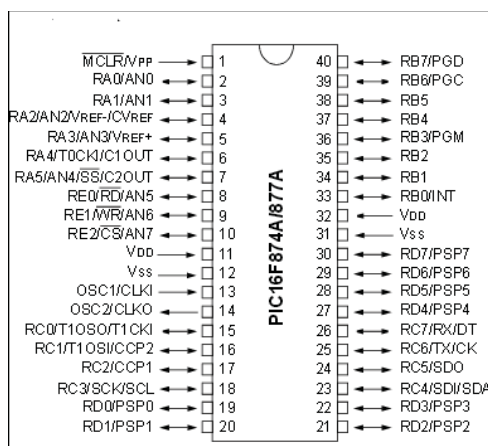 MCLR/VPP 1 40 RB7/PGD
RA0/AN0 2 39 RB6/PGC
RA1/AN1 3 38 RB5
RA2/AN2/VREF-/CVREF 4 37 RB4
RA3/AN3/VREF+ 5 36 RB3/PGM
RA4/T0CKI/C1OUT 6 35 RB2
RA5/AN4/SS/C2OUT 7 34 RB1
RE0/RD/AN5 8 33 RB0/INT
RE1/WR/AN6 9 32 VDD
RE2/CS/AN7 10 31 VSS
VDD 11 30 RD7/PSP7
VSS 12 29 RD6/PSP6
OSC1/CLKI 13 28 RD5/PSP5
OSC2/CLKO 14 27 RD4/PSP4
RC0/T1OSO/T1CKI 15 26 RC7/RX/DT
RC1/T1OSI/CCP2 16 25 RC6/TX/CK
RC2/CCP1 17 24 RC5/SDO
RC3/SCK/SCL 18 23 RC4/SDI/SDA
RD0/PSP0 19 22 RD3/PSP3
RD1/PSP1 20 21 RD2/PSP2
PIC16F874A/877A